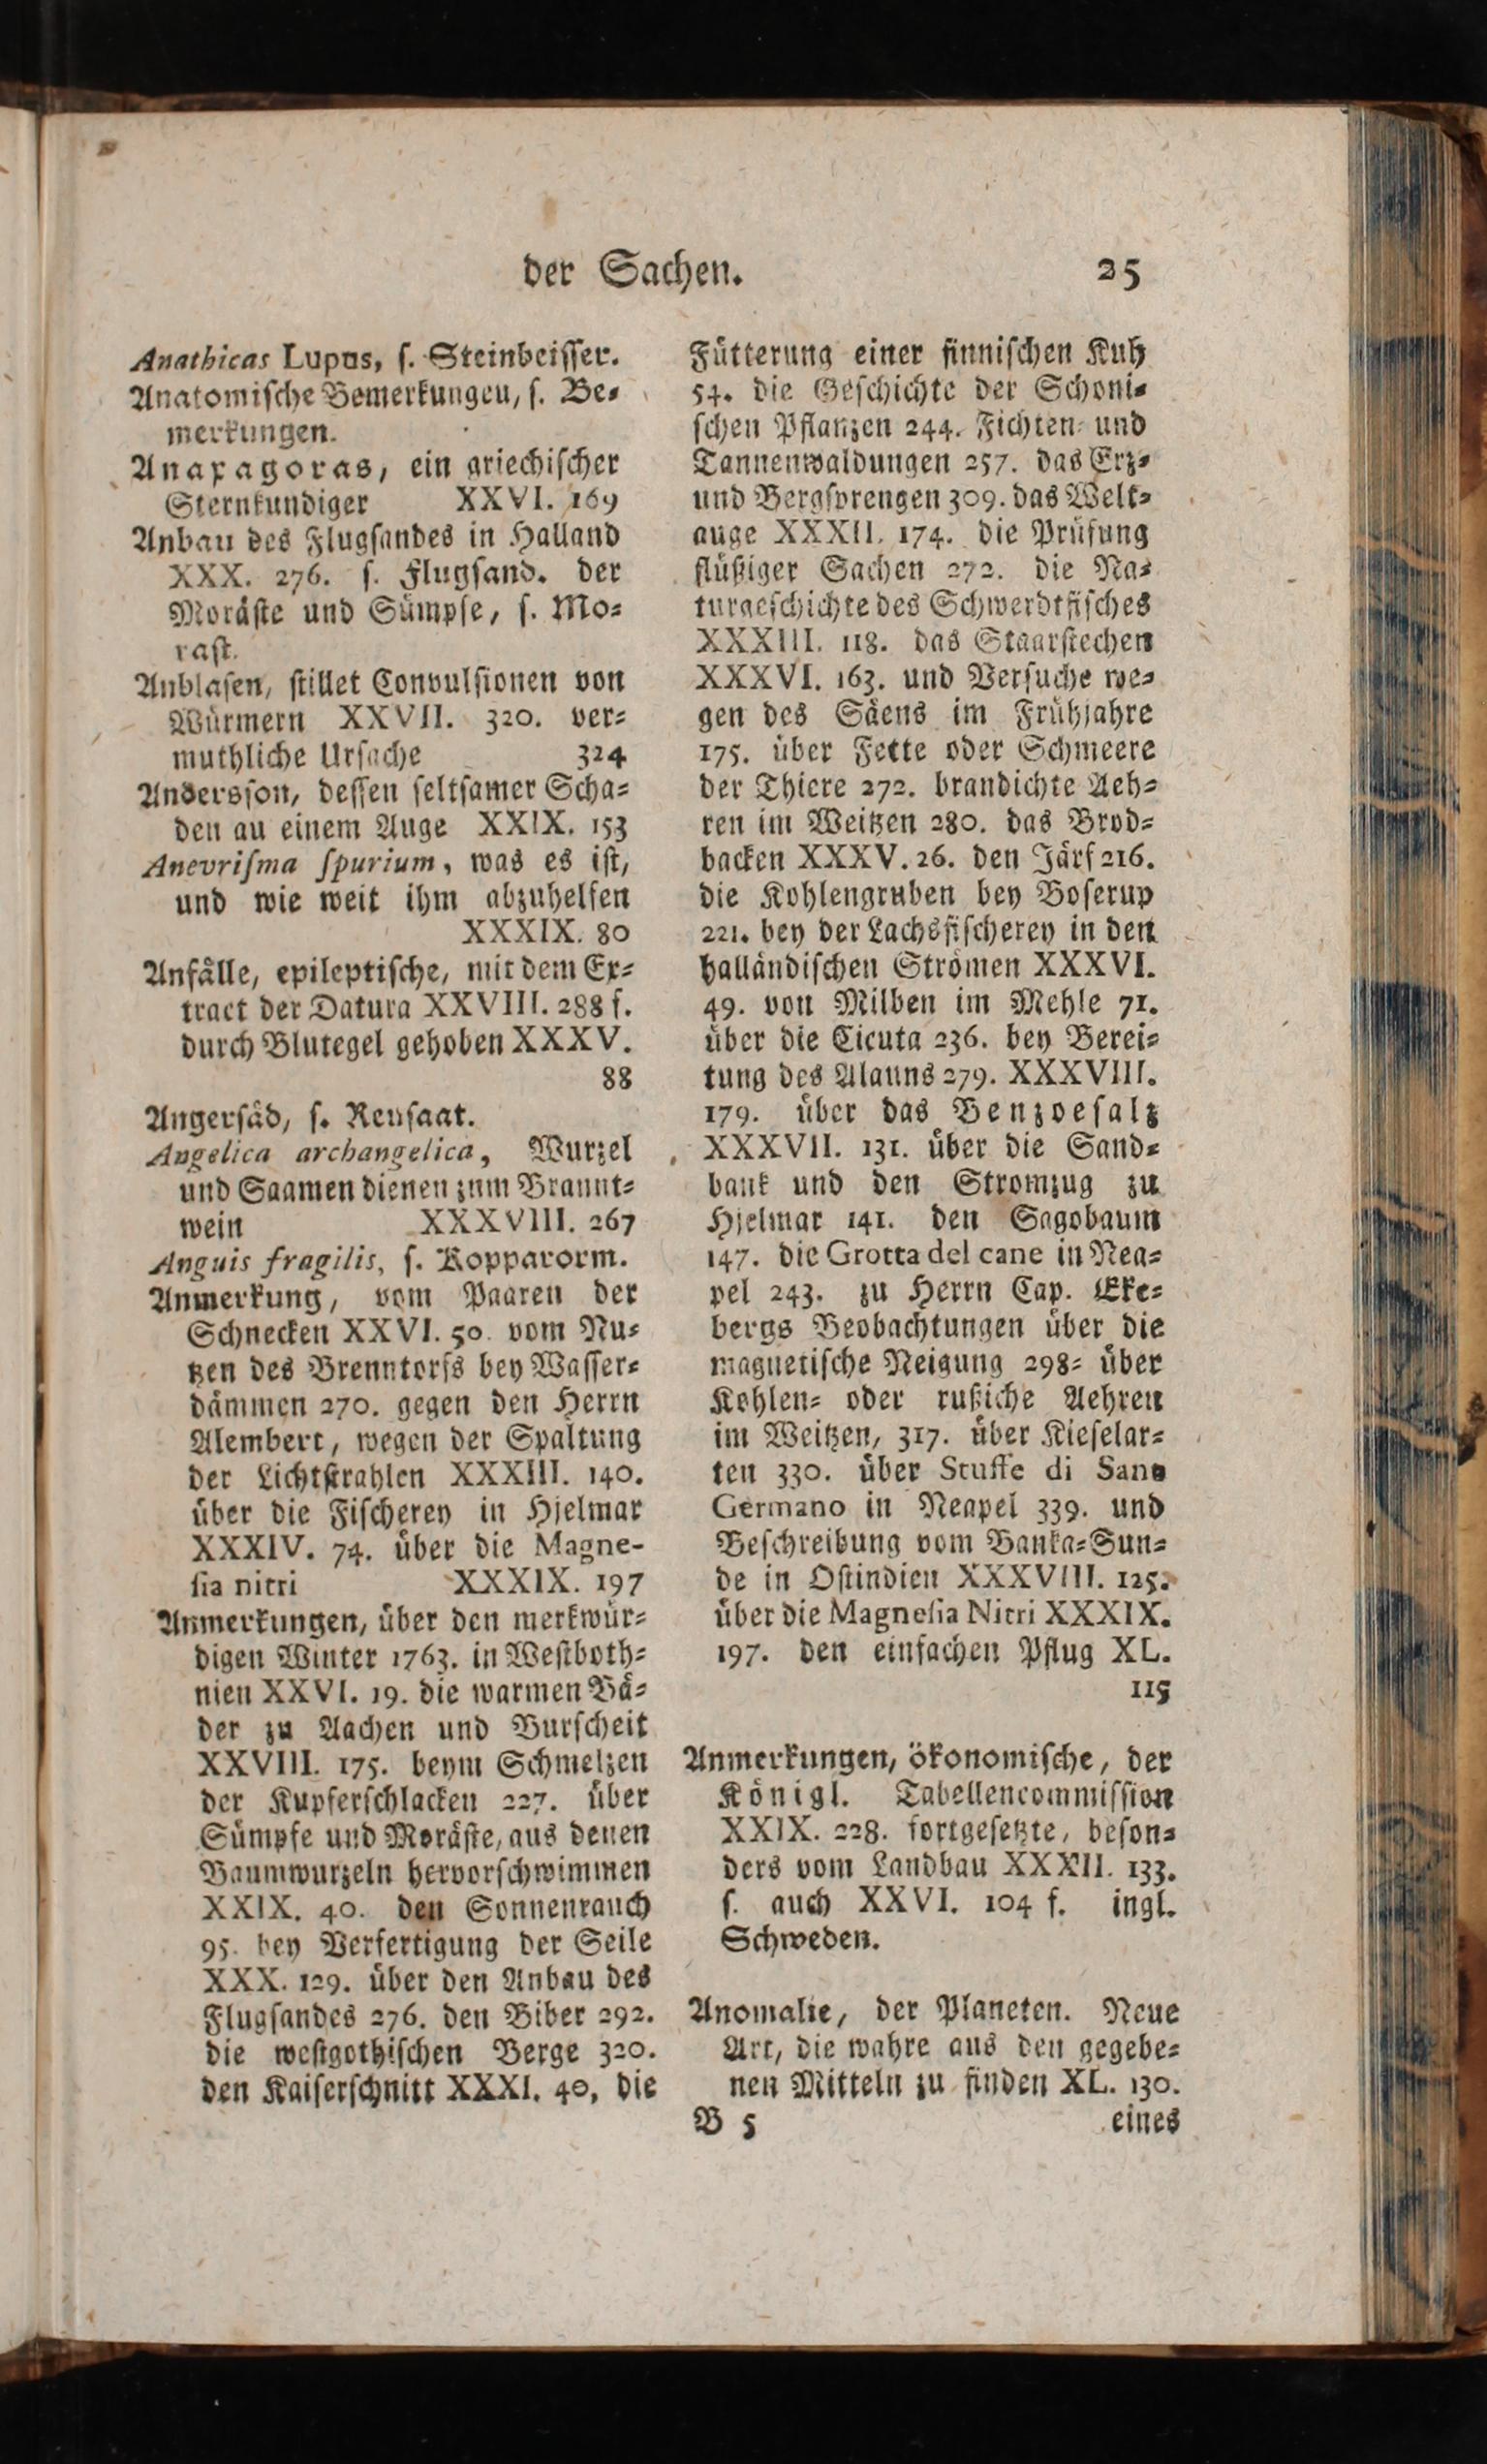 der Sachen. 25
Anathicas Lupus, ſ. Steinbeiſſer.
Anatomiſche Bemerkungeu, ſ. Be⸗
merkungen.
Anaxagoras, ein griechiſcher
Sternkundiger XXVI. 169
Anbau des Flugſandes in Halland
XXX. 276. ſ. Flugſand. der
Moräſte und Sümpfe, ſ. Mo⸗
raſt.
Anblaſen, ſtillet Convulſionen von
Würmern XXVII. 320. ver⸗
muthliche Urſache 324
Andersſon, deſſen ſeltſamer Scha⸗
den au einem Auge XXIX. 153
Anevriſma ſpurium, was es iſt,
und wie weit ihm abzuhelfen
XXXIX. 80
Anfälle, epileptiſche, mit dem Ex⸗
tract der Datura XXVIII. 288 f.
durch Blutegel gehoben XXXV.
88
Angerſäd, ſ. Reuſaat.
Angelica archangelica, Wurzel
und Saamen dienen zum Brannt⸗
wein XXXVIII. 267
Anguis fragilis, ſ. Kopparorm.
Anmerkung, vom Paaren der
Schnecken XXVI. 50. vom Nu⸗
tzen des Brenntorfs bey Waſſer⸗
dämmen 270. gegen den Herrn
Alembert, wegen der Spaltung
der Lichtſtrahlen XXXIII. 140.
über die Fiſcherey in Hjelmar
XXXIV. 74. über die Magne-
ſia nitri XXXIX. 197
Anmerkungen, über den merkwür⸗
digen Winter 1763. in Weſtboth⸗
nien XXVI. 19. die warmen Bä⸗
der zu Aachen und Burſcheit
XXVIII. 175. beym Schmelzen
der Kupferſchlacken 227. über
Sümpfe und Moräſte, aus denen
Baumwurzeln hervorſchwimmen
XXIX. 40. den Sonnenrauch
95. bey Verfertigung der Seile
XXX. 129. über den Anbau des
Flugſandes 276. den Biber 292.
die weſtgothiſchen Berge 320.
den Kaiſerſchnitt XXXI. 40, die
Fütterung einer finniſchen Kuh
54. die Geſchichte der Schoni⸗
ſchen Pflanzen 244. Fichten⸗ und
Tannenwaldungen 257. das Erz⸗
und Bergſprengen 309. das Welt⸗
auge XXXII. 174. die Prüfung
flüßiger Sachen 272. die Na⸗
turgeſchichte des Schwerdtfiſches
XXXIII. 118. das Staarſtechen
XXXVI. 163. und Verſuche we⸗
gen des Säens im Frühjahre
175. über Fette oder Schmeere
der Thiere 272. brandichte Aeh⸗
ren im Weitzen 280. das Brod⸗
backen XXXV. 26. den Järf 216.
die Kohlengruben bey Boſerup
221. bey der Lachsfiſcherey in den
halländiſchen Strömen XXXVI.
49. von Milben im Mehle 71.
über die Cicuta 236. bey Berei⸗
tung des Alauns 279. XXXVIII.
179. über das Benzoeſalz
XXXVII. 131. über die Sand⸗
bank und den Stromzug zu
Hjelmar 141. den Sagobaum
147. die Grotta del cane in Nea⸗
pel 243. zu Herrn Cap. Eke⸗
bergs Beobachtungen über die
magnetiſche Neigung 298⸗ über
Kohlen⸗ oder rußiche Aehren
im Weitzen, 317. über Kieſelar⸗
ten 330. über Stuffe di Sano
Germano in Neapel 339. und
Beſchreibung vom Banka⸗Sun⸗
de in Oſtindien XXXVIII. 125.
über die Magneſia Nitri XXXIX.
197. den einfachen Pflug XL.
115
Anmerkungen, ökonomiſche, der
Königl. Tabellencommiſſion
XXIX. 228. fortgeſetzte, beſon⸗
ders vom Landbau XXXII. 133.
ſ. auch XXVI. 104 f. ingl.
Schweden.
Anomalie, der Planeten. Neue
Art, die wahre aus den gegebe⸗
nen Mitteln zu finden XL. 130.
B 5 eines